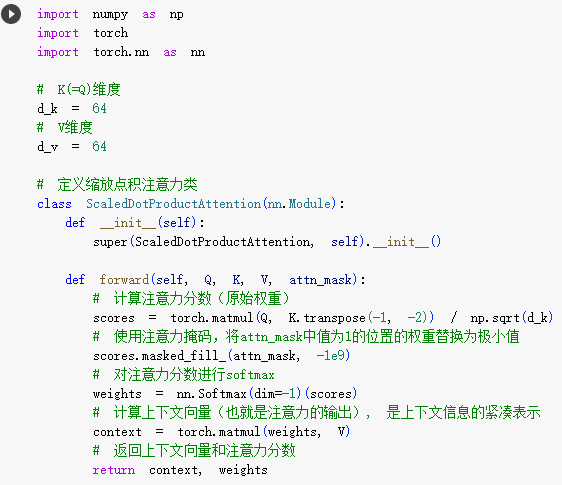 import numpy as np
import torch
import torch.nn as nn
# K(=Q)维度
d_k = 64
# V维度
d_v = 64
# 定义缩放点积注意力类
class ScaledDotProductAttention(nn.Module):
def __init__(self):
super(ScaledDotProductAttention, self).__init__()
def forward(self, Q, K, V, attn_mask):
# 计算注意力分数（原始权重）
scores = torch.matmul(Q, K.transpose(-1, -2)) / np.sqrt(d_k)
# 使用注意力掩码，将attn_mask中值为1的位置的权重替换为极小值
scores.masked_fill_(attn_mask, -1e9)
# 对注意力分数进行softmax
weights = nn.Softmax(dim=-1)(scores)
# 计算上下文向量（也就是注意力的输出）， 是上下文信息的紧凑表示
context = torch.matmul(weights, V)
# 返回上下文向量和注意力分数
return context, weights